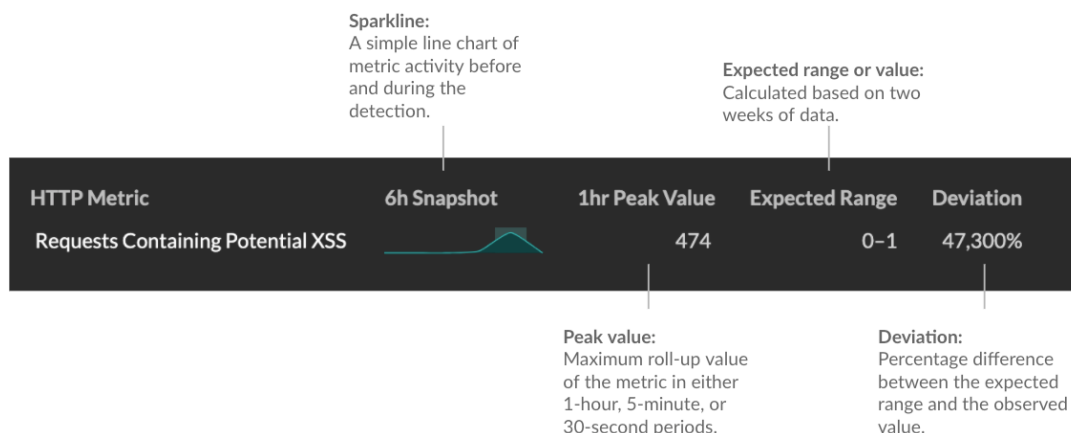 Sparkline:
A simple line chart of
metric activity before
and during the
detection.
Expected range or value:
Calculated based on two
weeks of data.
HTTP Metric 6h Snapshot 1hr Peak Value Expected Range Deviation
Requests Containing Potential XSS 474 0–1 47,300%
Peak value:
Maximum roll-up value
of the metric in either
1-hour, 5-minute, or
30-second periods.
Deviation:
Percentage difference
between the expected
range and the observed
value.